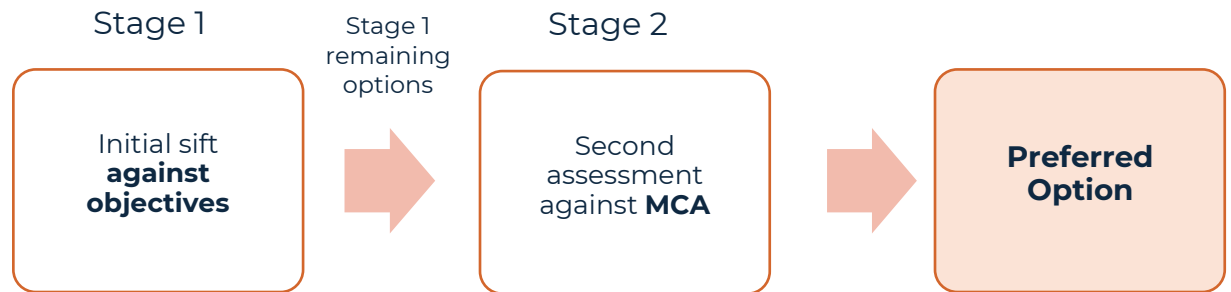 Stage 1
Initial sift
against
objectives
Stage 1
remaining
options
Stage 2
Second
assessment
against MCA
Preferred
Option